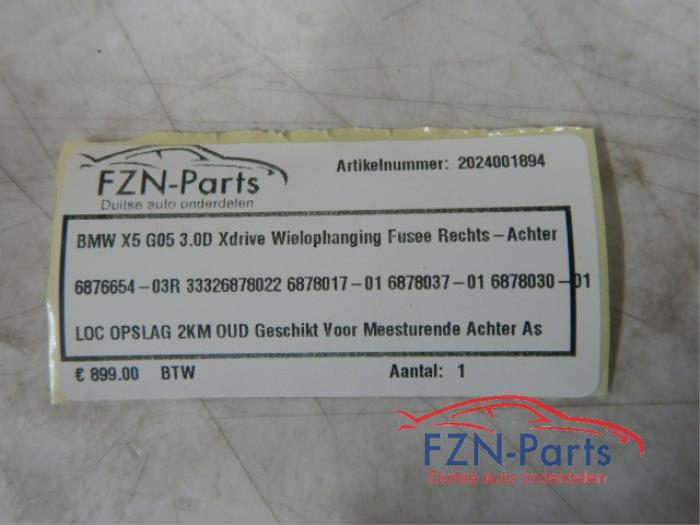 FZN-Parts
Duitse auto onderdelen
Artikelnummer: 2024001894
BMW X5 G05 3.0D Xdrive Wielophanging Fusee Rechts-Achter
6876654-03R 33326878022 6878017-01 6878037-01 6878030-01
LOC OPSLAG 2KM OUD Geschikt Voor Meesturende Achter As
€ 899.00 BTW Aantal: 1
FZN-Parts
Duitse auto onderdelen